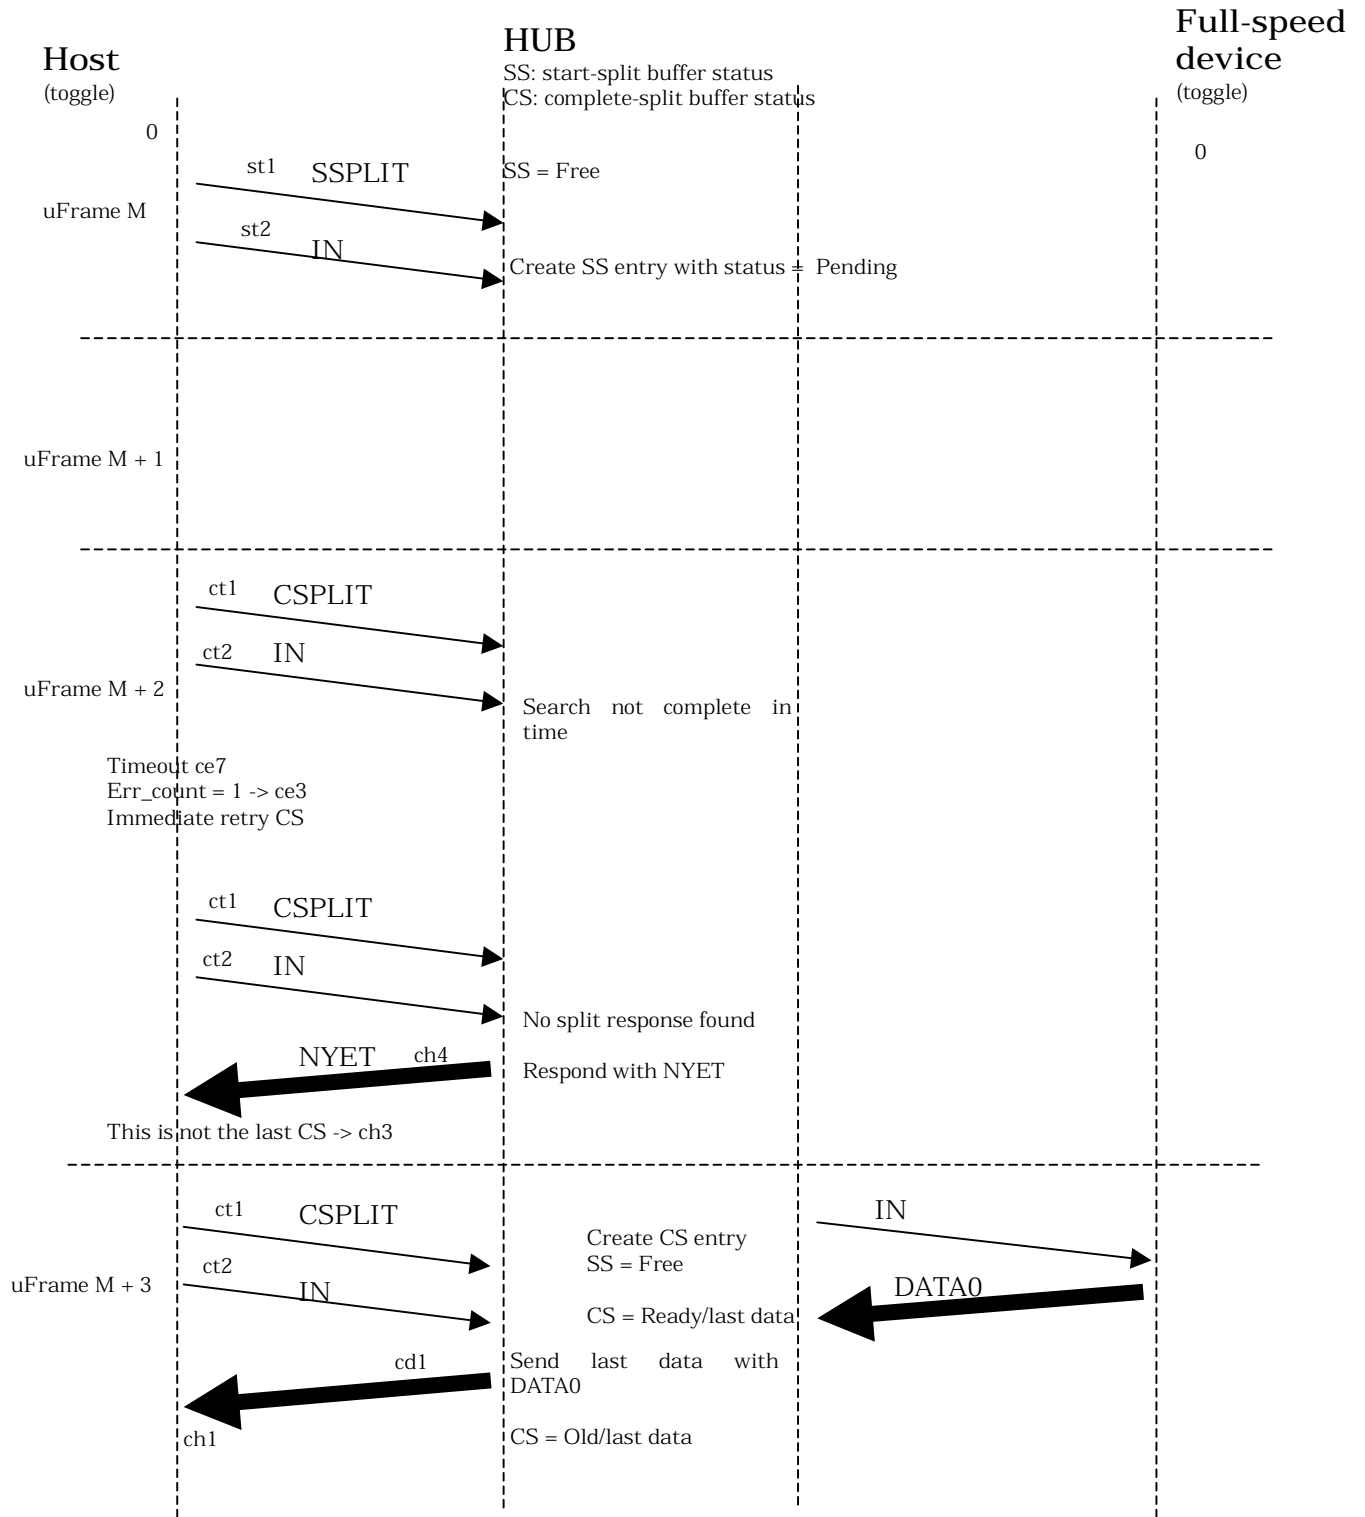 Host
(toggle)
HUB
SS: start-split buffer status
CS: complete-split buffer status
Full-speed
device
(toggle)
0
0
st1
SSPLIT
SS = Free
uFrame M
st2
IN
Create SS entry with status = Pending
uFrame M + 1
ct1
CSPLIT
ct2
IN
uFrame M + 2
Search not complete in
time
Timeout ce7
Err_count = 1 -> ce3
Immediate retry CS
ct1
CSPLIT
ct2
IN
No split response found
NYET
ch4
Respond with NYET
This is not the last CS -> ch3
ct1
CSPLIT
IN
Create CS entry
SS = Free
ct2
IN
uFrame M + 3
DATA0
CS = Ready/last data
cd1
Send last data with
DATA0
ch1
CS = Old/last data